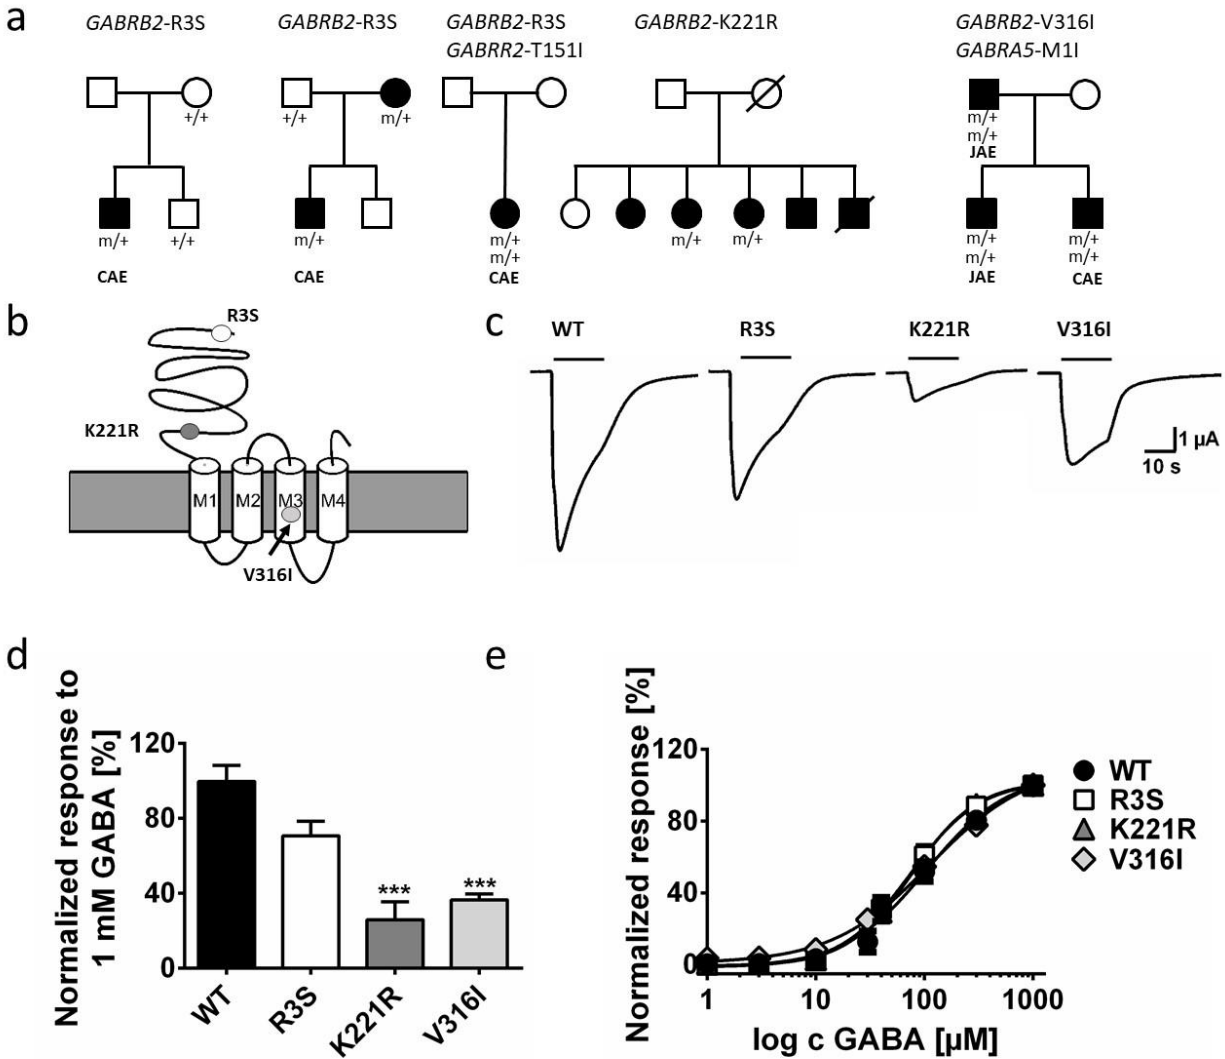 a
GABRB2-R3S
GABRB2-R3S
GABRB2-R3S
GABRR2-T151I
GABRB2-K221R
GABRB2-V316I
GABRA5-M1I
+/+
+/+
m/+
m/+
m/+
JAE
m/+
+/+
CAE
m/+
CAE
m/+
m/+
CAE
m/+
m/+
m/+
m/+
JAE
m/+
m/+
CAE
b
R3S
K221R
M1
M2
M3
M4
V316I
c
WT
R3S
K221R
V316I
1 µA
10 s
d
Normalized response to
1 mM GABA [%]
120
80
40
0
***
***
WT
R3S
K221R
V316I
e
Normalized response [%]
120
80
40
0
1
10
100
1000
log c GABA [µM]
WT
R3S
K221R
V316I